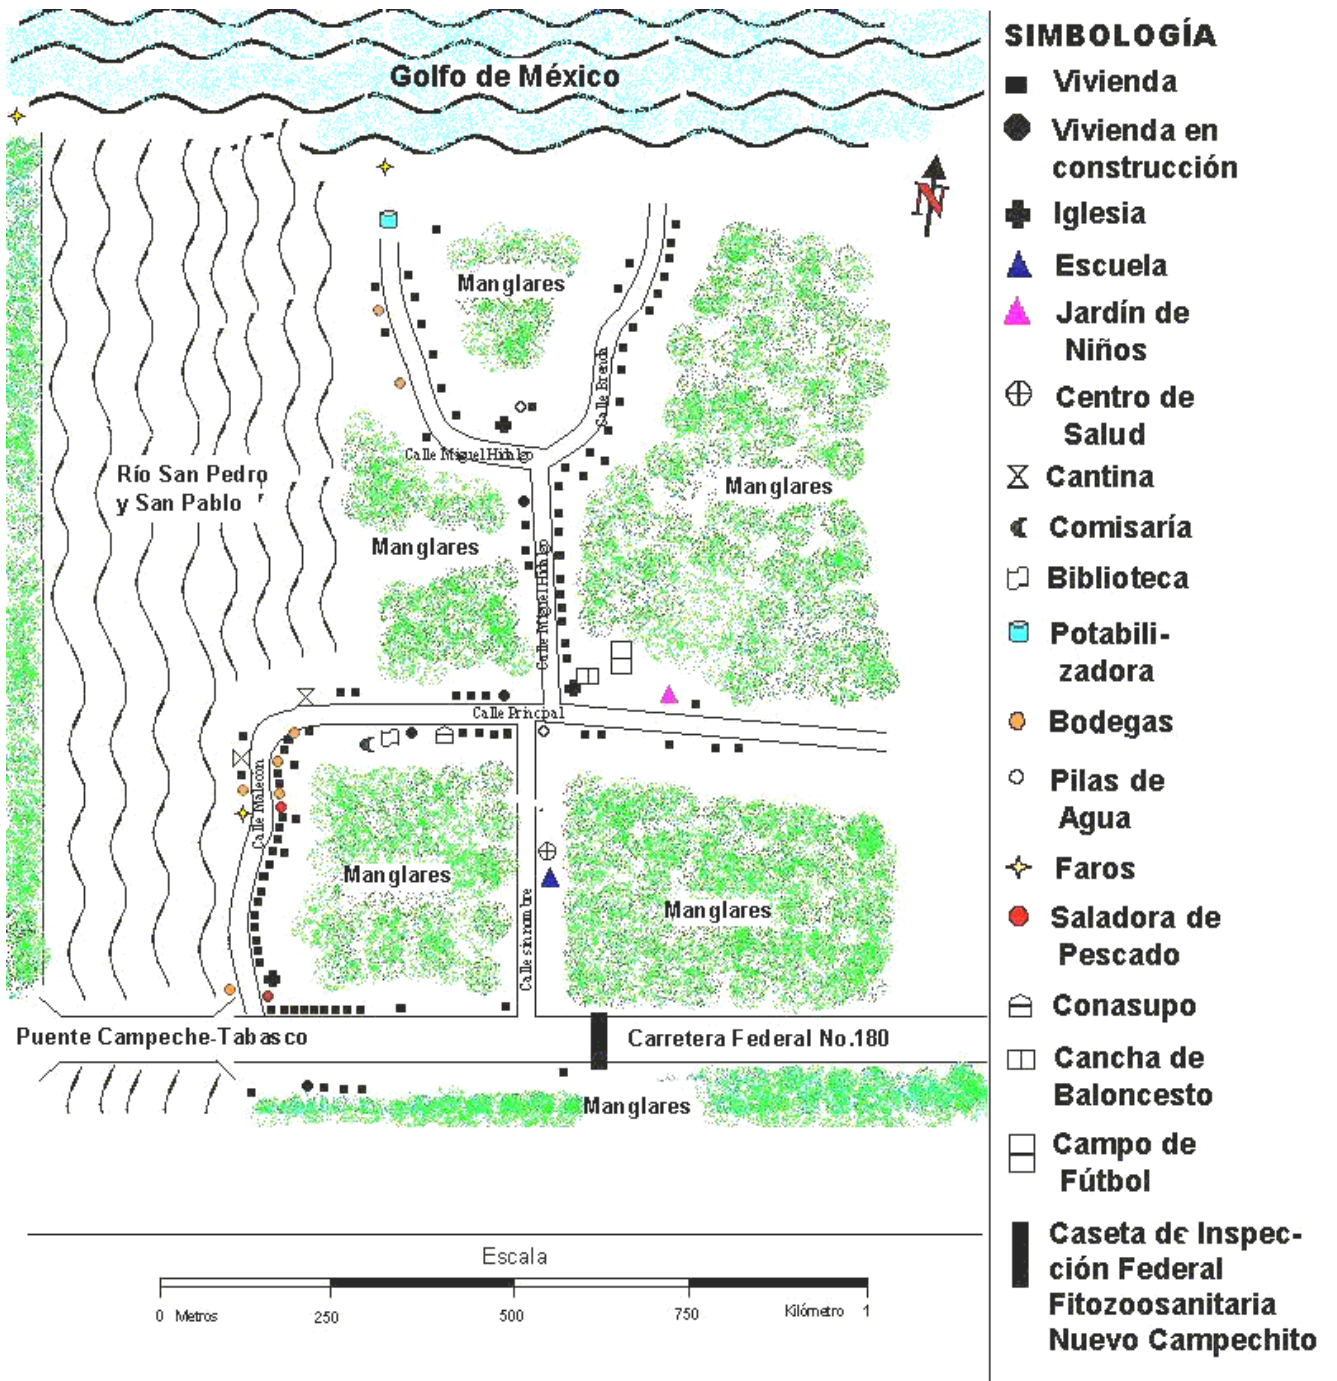 Golfo de México
Manglares
Calle Brenda
Calle Miguel Hidalgo
Río San Pedro
y San Pablo
Manglares
Manglares
Calle Miguel Hidalgo
Calle Principal
Calle Malecón
Manglares
Manglares
Calle sin nombre
Puente Campeche-Tabasco
Carretera Federal No.180
Manglares
Escala
0 Metros 250 500 750 Kilómetro 1
N
SIMBOLOGÍA
Vivienda
Vivienda en
construcción
Iglesia
Escuela
Jardín de
Niños
Centro de
Salud
Cantina
Comisaría
Biblioteca
Potabili-
zadora
Bodegas
Pilas de
Agua
Faros
Saladora de
Pescado
Conasupo
Cancha de
Baloncesto
Campo de
Fútbol
Caseta de Inspec-
ción Federal
Fitozoosanitaria
Nuevo Campechito